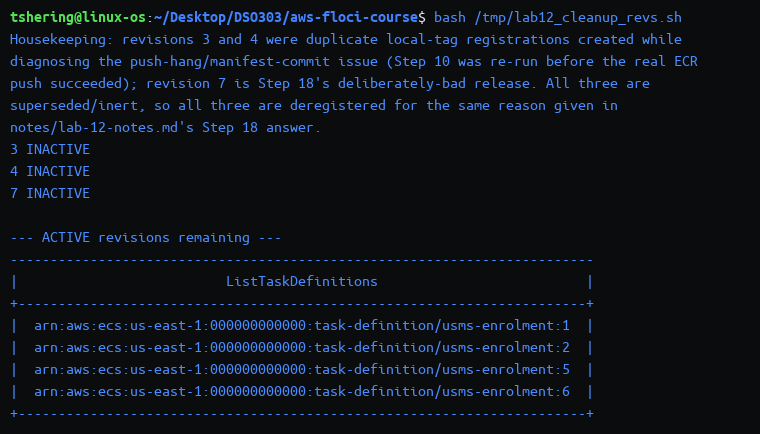 tshering@linux-os:~/Desktop/DSO303/aws-floci-course$ bash /tmp/lab12_cleanup_revs.sh
Housekeeping: revisions 3 and 4 were duplicate local-tag registrations created while
diagnosing the push-hang/manifest-commit issue (Step 10 was re-run before the real ECR
push succeeded); revision 7 is Step 18's deliberately-bad release. All three are
superseded/inert, so all three are deregistered for the same reason given in
notes/lab-12-notes.md's Step 18 answer.
3 INACTIVE
4 INACTIVE
7 INACTIVE

--- ACTIVE revisions remaining ---
-------------------------------------------------------------------------
|                          ListTaskDefinitions                          |
+-----------------------------------------------------------------------+
|  arn:aws:ecs:us-east-1:000000000000:task-definition/usms-enrolment:1  |
|  arn:aws:ecs:us-east-1:000000000000:task-definition/usms-enrolment:2  |
|  arn:aws:ecs:us-east-1:000000000000:task-definition/usms-enrolment:5  |
|  arn:aws:ecs:us-east-1:000000000000:task-definition/usms-enrolment:6  |
+-----------------------------------------------------------------------+